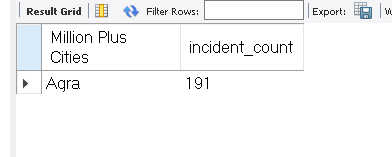 Result Grid Filter Rows: Export: W
Million Plus
Cities
incident_count
Agra 191